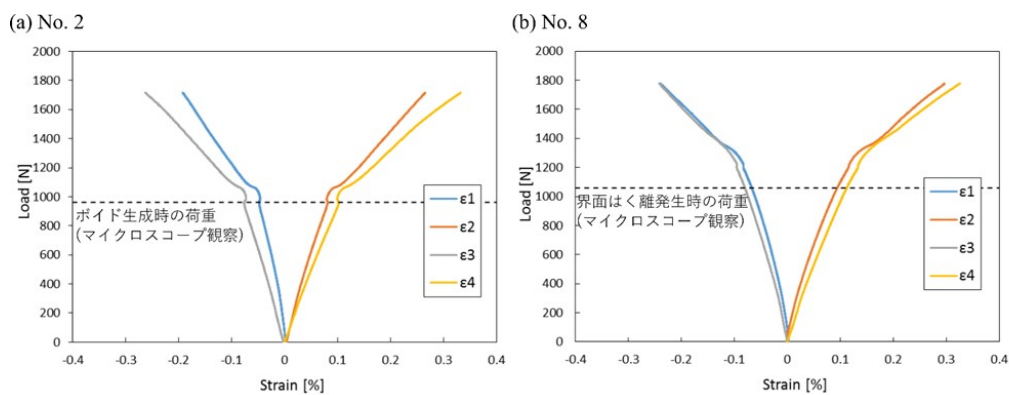 (a) No. 2
2000
1800
1600
1400
1200
1000
800
600
400
200
0
Load [N]
ボイド生成時の荷重
(マイクロスコープ観察)
ε1
ε2
ε3
ε4
-0.4
-0.3
-0.2
-0.1
0
0.1
0.2
0.3
0.4
Strain [%]
(b) No. 8
2000
1800
1600
1400
1200
1000
800
600
400
200
0
Load [N]
界面はく離発生時の荷重
(マイクロスコープ観察)
ε1
ε2
ε3
ε4
-0.4
-0.3
-0.2
-0.1
0
0.1
0.2
0.3
0.4
Strain [%]